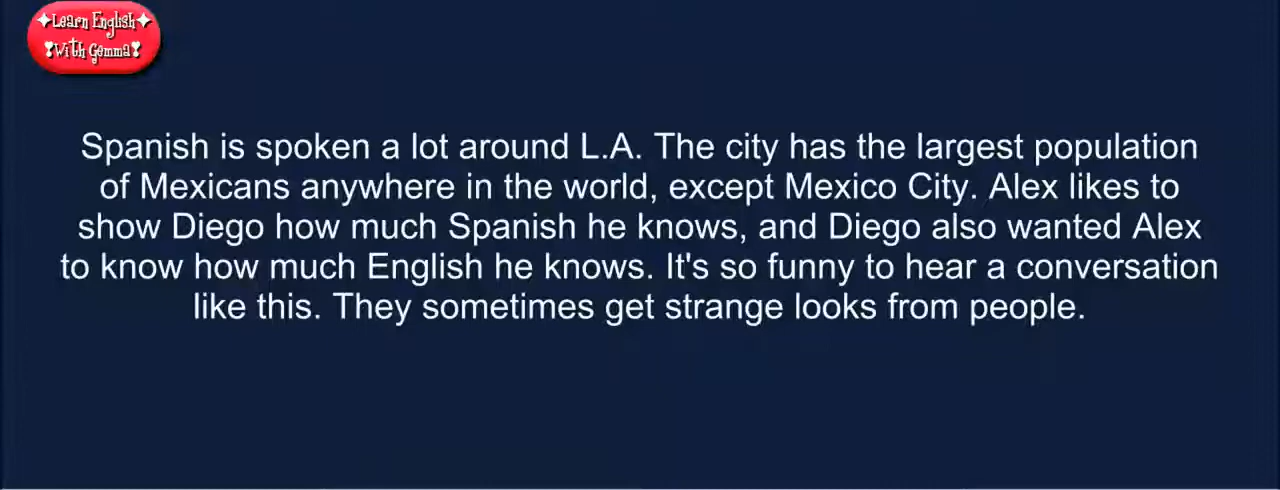 ✦Learn English✦
❣With Gemma❣
Spanish is spoken a lot around L.A. The city has the largest population
of Mexicans anywhere in the world, except Mexico City. Alex likes to
show Diego how much Spanish he knows, and Diego also wanted Alex
to know how much English he knows. It's so funny to hear a conversation
like this. They sometimes get strange looks from people.